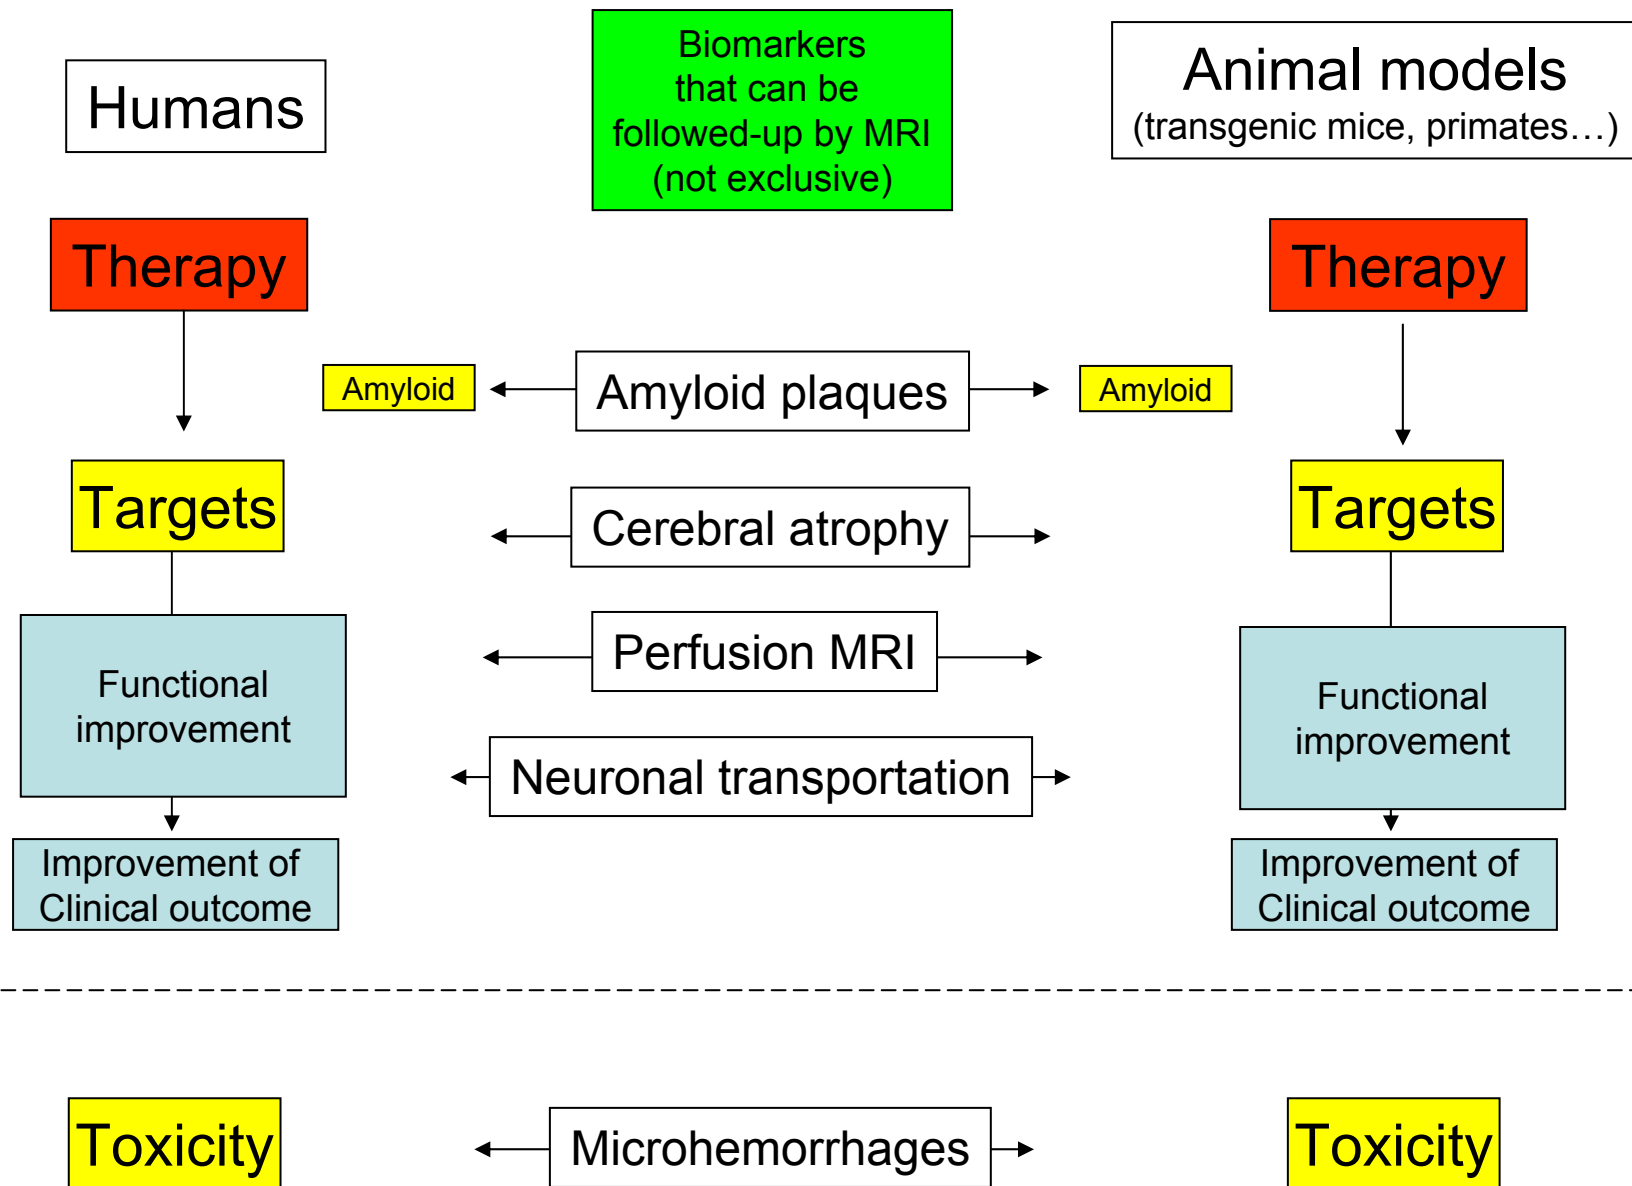 Humans
Biomarkers
that can be
followed-up by MRI
(not exclusive)
Animal models
(transgenic mice, primates…)
Therapy
Therapy
Amyloid
Amyloid plaques
Amyloid
Targets
Cerebral atrophy
Targets
Perfusion MRI
Functional
improvement
Functional
improvement
Neuronal transportation
Improvement of
Clinical outcome
Improvement of
Clinical outcome
Toxicity
Microhemorrhages
Toxicity